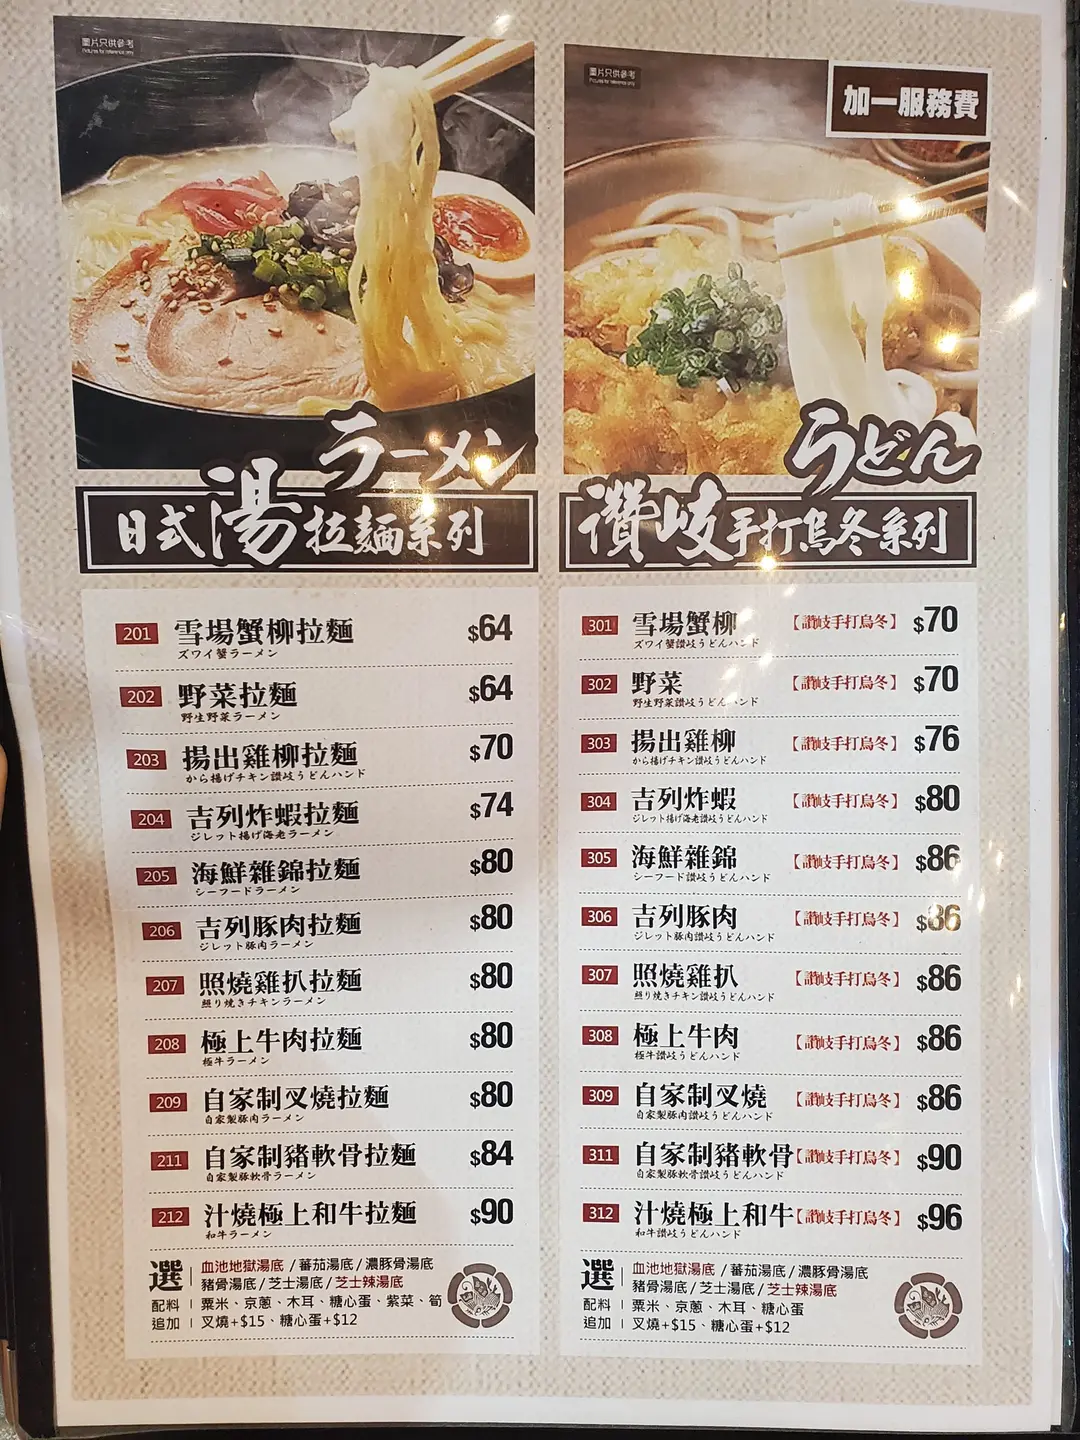 圖片只供參考
Pictures for reference only
ラーメン
日式湯拉麵系列
201 雪場蟹柳拉麵 $64
ズワイ蟹ラーメン
202 野菜拉麵 $64
野生野菜ラーメン
203 揚出雞柳拉麵 $70
から揚げチキン讃岐うどんハンド
204 吉列炸蝦拉麵 $74
ジレット揚げ海老ラーメン
205 海鮮雜錦拉麵 $80
シーフードラーメン
206 吉列豚肉拉麵 $80
ジレット豚肉ラーメン
207 照燒雞扒拉麵 $80
照り焼きチキンラーメン
208 極上牛肉拉麵 $80
極牛ラーメン
209 自家制叉燒拉麵 $80
自家製豚肉ラーメン
211 自家制豬軟骨拉麵 $84
自家製豚軟骨ラーメン
212 汁燒極上和牛拉麵 $90
和牛ラーメン
選 血池地獄湯底 / 蕃茄湯底 / 濃豚骨湯底
豬骨湯底 / 芝士湯底 / 芝士辣湯底
配料 粟米、京蔥、木耳、糖心蛋、紫菜、筍
追加 叉燒+$15、糖心蛋+$12
圖片只供參考
Pictures for reference only
加一服務費
うどん
讚岐手打烏冬系列
301 雪場蟹柳 【讚岐手打烏冬】 $70
ズワイ蟹讃岐うどんハンド
302 野菜 【讚岐手打烏冬】 $70
野生野菜讃岐うどんハンド
303 揚出雞柳 【讚岐手打烏冬】 $76
から揚げチキン讃岐うどんハンド
304 吉列炸蝦 【讚岐手打烏冬】 $80
ジレット揚げ海老讃岐うどんハンド
305 海鮮雜錦 【讚岐手打烏冬】 $86
シーフード讃岐うどんハンド
306 吉列豚肉 【讚岐手打烏冬】 $86
ジレット豚肉讃岐うどんハンド
307 照燒雞扒 【讚岐手打烏冬】 $86
照り焼きチキン讃岐うどんハンド
308 極上牛肉 【讚岐手打烏冬】 $86
極牛讃岐うどんハンド
309 自家制叉燒 【讚岐手打烏冬】 $86
自家製豚肉讃岐うどんハンド
311 自家制豬軟骨【讚岐手打烏冬】 $90
自家製豚軟骨讃岐うどんハンド
312 汁燒極上和牛【讚岐手打烏冬】 $96
和牛讃岐うどんハンド
選 血池地獄湯底 / 蕃茄湯底 / 濃豚骨湯底
豬骨湯底 / 芝士湯底 / 芝士辣湯底
配料 粟米、京蔥、木耳、糖心蛋
追加 叉燒+$15、糖心蛋+$12